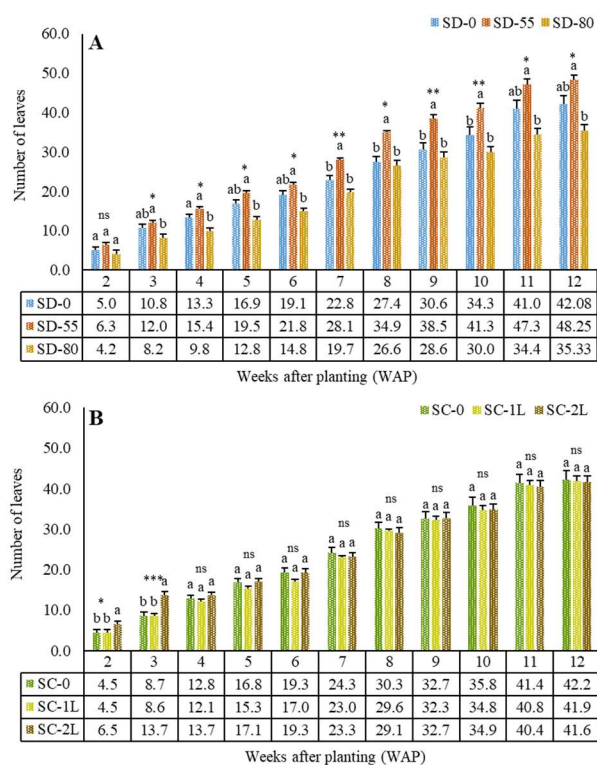 A
SD-0 SD-55 SD-80
Number of leaves
60.0
50.0
40.0
30.0
20.0
10.0
0.0
ns
a a a
*
ab a b
*
a a b
*
ab a b
*
ab a b
**
b a b
*
b a b
**
b a b
**
b a b
*
ab a b
*
ab a b
2 3 4 5 6 7 8 9 10 11 12
SD-0 5.0 10.8 13.3 16.9 19.1 22.8 27.4 30.6 34.3 41.0 42.08
SD-55 6.3 12.0 15.4 19.5 21.8 28.1 34.9 38.5 41.3 47.3 48.25
SD-80 4.2 8.2 9.8 12.8 14.8 19.7 26.6 28.6 30.0 34.4 35.33
Weeks after planting (WAP)
B
SC-0 SC-1L SC-2L
Number of leaves
60.0
50.0
40.0
30.0
20.0
10.0
0.0
*
b b a
***
b b a
ns
a a a
ns
a a a
ns
a a a
ns
a a a
ns
a a a
ns
a a a
ns
a a a
ns
a a a
ns
a a a
2 3 4 5 6 7 8 9 10 11 12
SC-0 4.5 8.7 12.8 16.8 19.3 24.3 30.3 32.7 35.8 41.4 42.2
SC-1L 4.5 8.6 12.1 15.3 17.0 23.0 29.6 32.3 34.8 40.8 41.9
SC-2L 6.5 13.7 13.7 17.1 19.3 23.3 29.1 32.7 34.9 40.4 41.6
Weeks after planting (WAP)